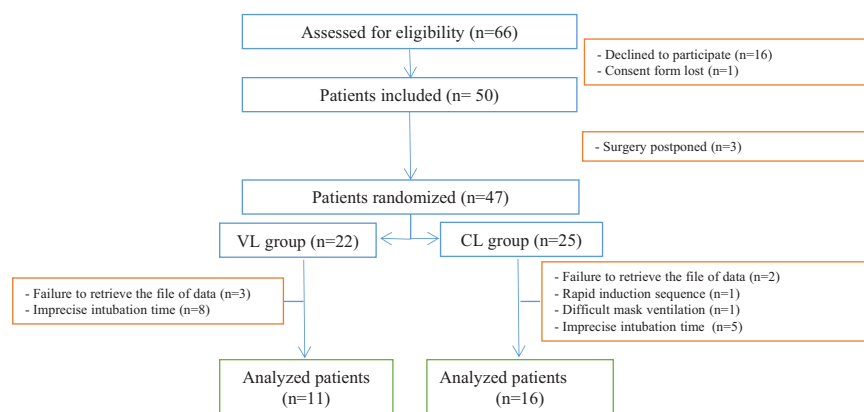 Assessed for eligibility (n=66)
- Declined to participate (n=16)
- Consent form lost (n=1)
Patients included (n= 50)
- Surgery postponed (n=3)
Patients randomized (n=47)
VL group (n=22)
CL group (n=25)
- Failure to retrieve the file of data (n=3)
- Imprecise intubation time (n=8)
- Failure to retrieve the file of data (n=2)
- Rapid induction sequence (n=1)
- Difficult mask ventilation (n=1)
- Imprecise intubation time (n=5)
Analyzed patients
(n=11)
Analyzed patients
(n=16)